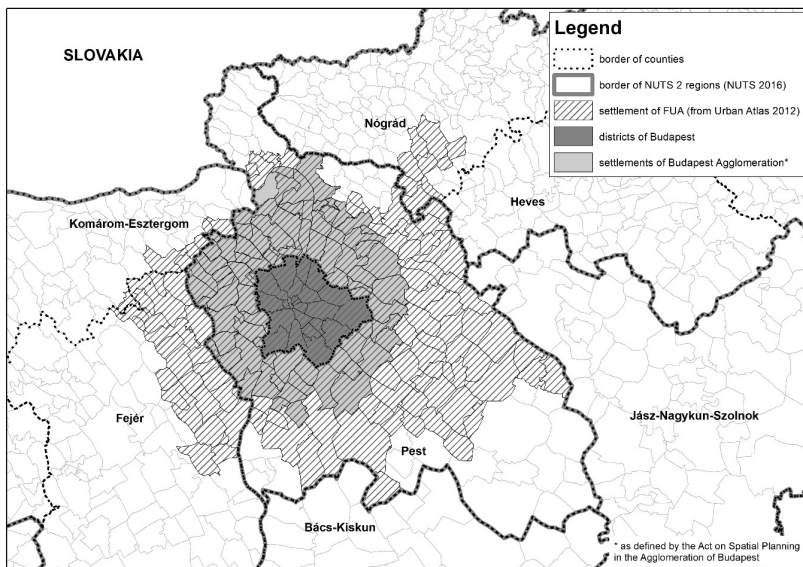 SLOVAKIA
Legend
border of counties
border of NUTS 2 regions (NUTS 2016)
settlement of FUA (from Urban Atlas 2012)
districts of Budapest
settlements of Budapest Agglomeration*
Nógrád
Heves
Komárom-Esztergom
Fejér
Jász-Nagykun-Szolnok
Pest
Bács-Kiskun
* as defined by the Act on Spatial Planning
in the Agglomeration of Budapest